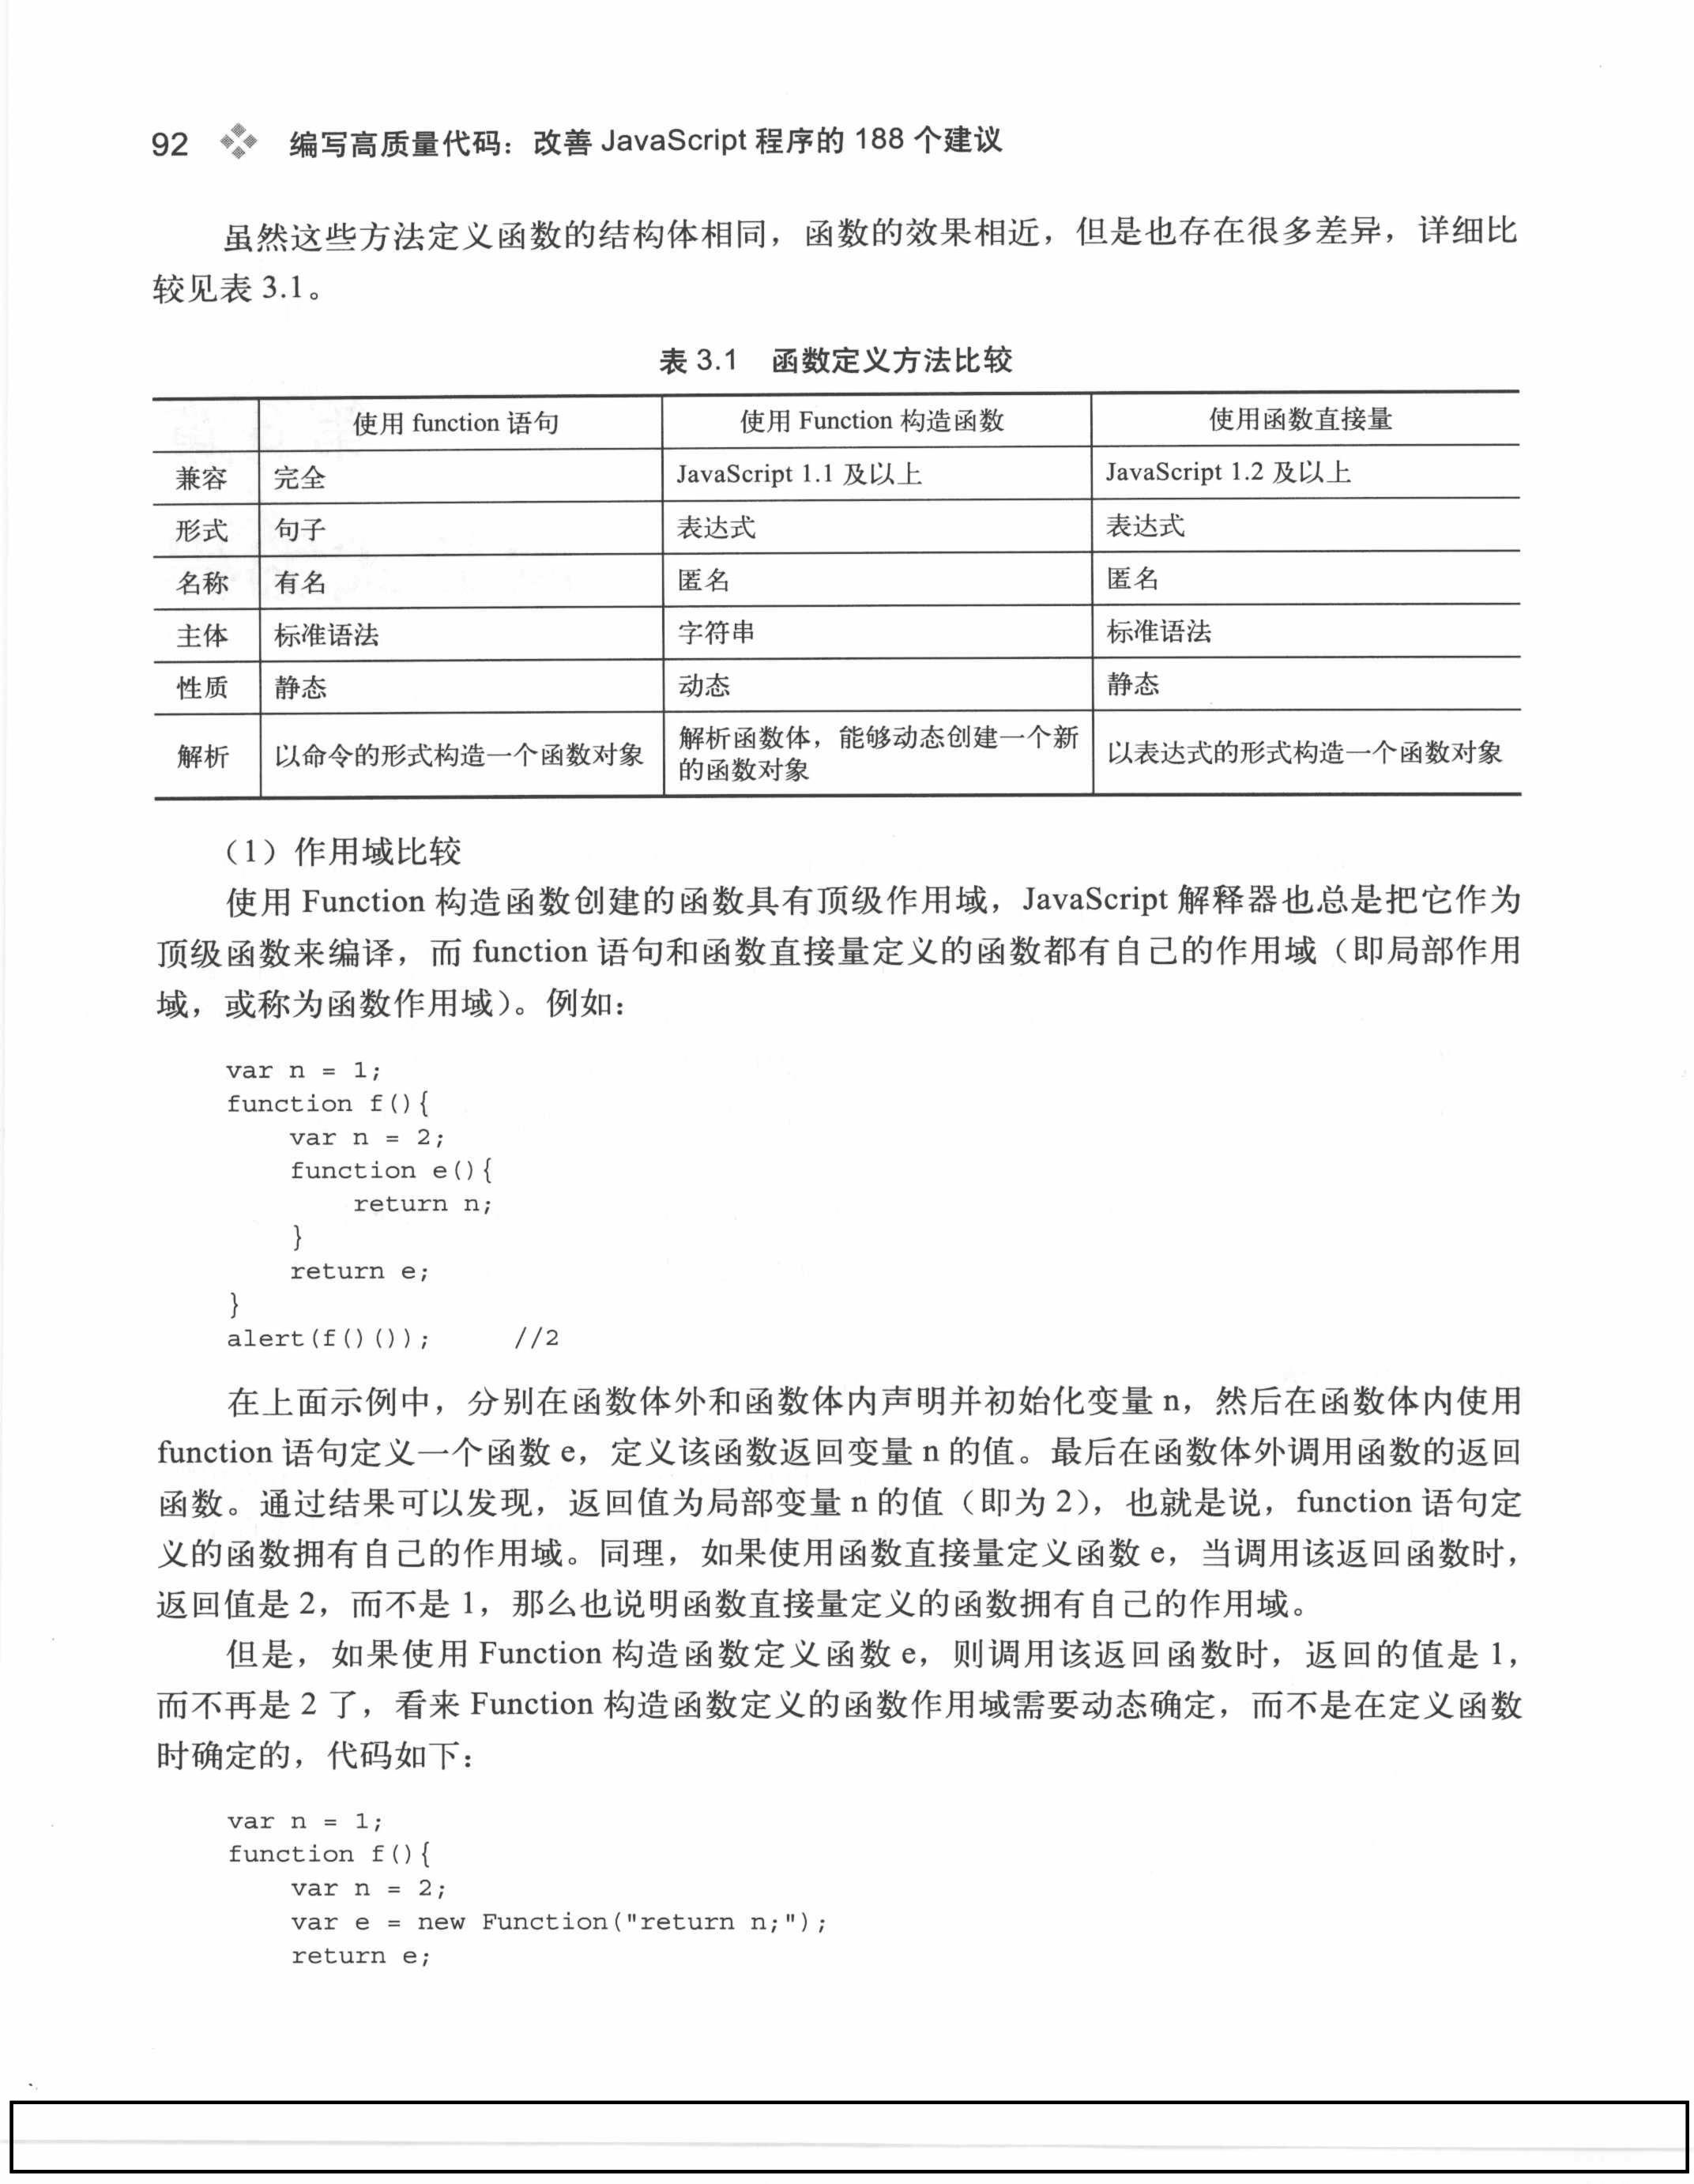 92 编写高质量代码：改善 JavaScript 程序的 188 个建议
虽然这些方法定义函数的结构体相同，函数的效果相近，但是也存在很多差异，详细比
较见表 3.1。
表 3.1 函数定义方法比较
使用 function 语句 使用 Function 构造函数 使用函数直接量
兼容 完全 JavaScript 1.1 及以上 JavaScript 1.2 及以上
形式 句子 表达式 表达式
名称 有名 匿名 匿名
主体 标准语法 字符串 标准语法
性质 静态 动态 静态
解析 以命令的形式构造一个函数对象 解析函数体，能够动态创建一个新的函数对象 以表达式的形式构造一个函数对象
（1）作用域比较
使用 Function 构造函数创建的函数具有顶级作用域，JavaScript 解释器也总是把它作为
顶级函数来编译，而 function 语句和函数直接量定义的函数都有自己的作用域（即局部作用
域，或称为函数作用域）。例如：
var n = 1;
function f(){
    var n = 2;
    function e(){
        return n;
    }
    return e;
}
alert(f()());     //2
在上面示例中，分别在函数体外和函数体内声明并初始化变量 n，然后在函数体内使用
function 语句定义一个函数 e，定义该函数返回变量 n 的值。最后在函数体外调用函数的返回
函数。通过结果可以发现，返回值为局部变量 n 的值（即为 2），也就是说，function 语句定
义的函数拥有自己的作用域。同理，如果使用函数直接量定义函数 e，当调用该返回函数时，
返回值是 2，而不是 1，那么也说明函数直接量定义的函数拥有自己的作用域。
但是，如果使用 Function 构造函数定义函数 e，则调用该返回函数时，返回的值是 1，
而不再是 2 了，看来 Function 构造函数定义的函数作用域需要动态确定，而不是在定义函数
时确定的，代码如下：
var n = 1;
function f(){
    var n = 2;
    var e = new Function("return n;");
    return e;